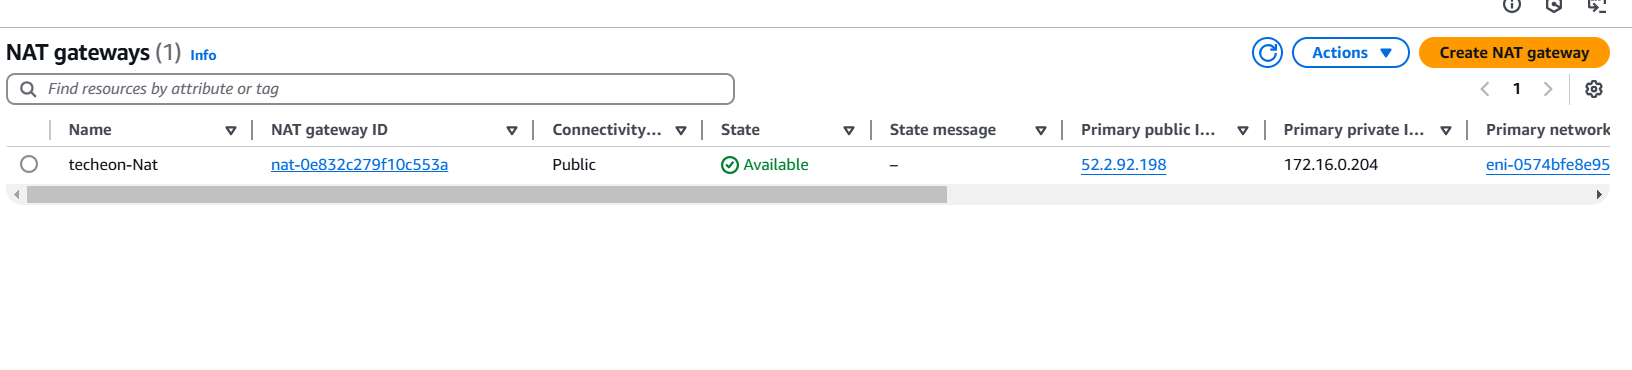 NAT gateways (1) Info
Actions
Create NAT gateway
Find resources by attribute or tag
1
Name NAT gateway ID Connectivity... State State message Primary public I... Primary private I... Primary network
techeon-Nat nat-0e832c279f10c553a Public Available – 52.2.92.198 172.16.0.204 eni-0574bfe8e95